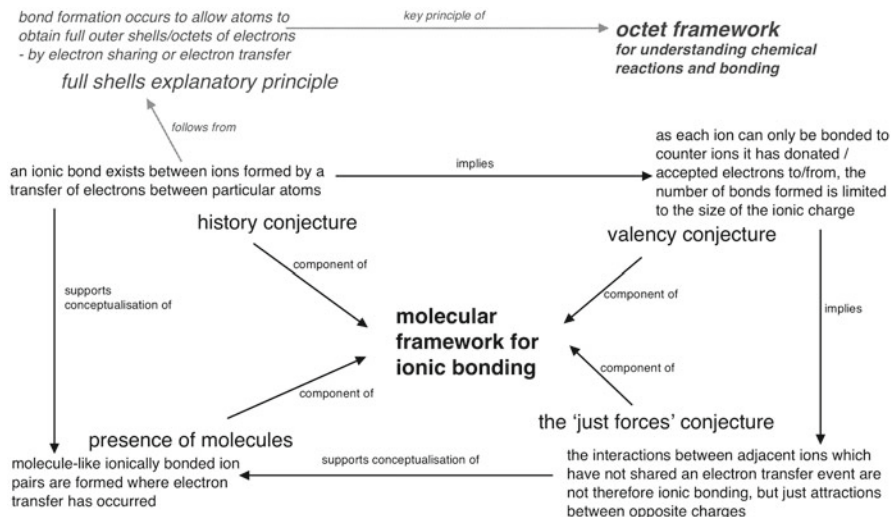 bond formation occurs to allow atoms to
obtain full outer shells/octets of electrons
- by electron sharing or electron transfer
full shells explanatory principle
key principle of
octet framework
for understanding chemical
reactions and bonding
follows from
an ionic bond exists between ions formed by a
transfer of electrons between particular atoms
history conjecture
implies
as each ion can only be bonded to
counter ions it has donated /
accepted electrons to/from, the
number of bonds formed is limited
to the size of the ionic charge
valency conjecture
supports
conceptualisation of
component of
component of
implies
molecular
framework for
ionic bonding
component of
component of
presence of molecules
molecule-like ionically bonded ion
pairs are formed where electron
transfer has occurred
supports conceptualisation of
the ‘just forces’ conjecture
the interactions between adjacent ions which
have not shared an electron transfer event are
not therefore ionic bonding, but just attractions
between opposite charges